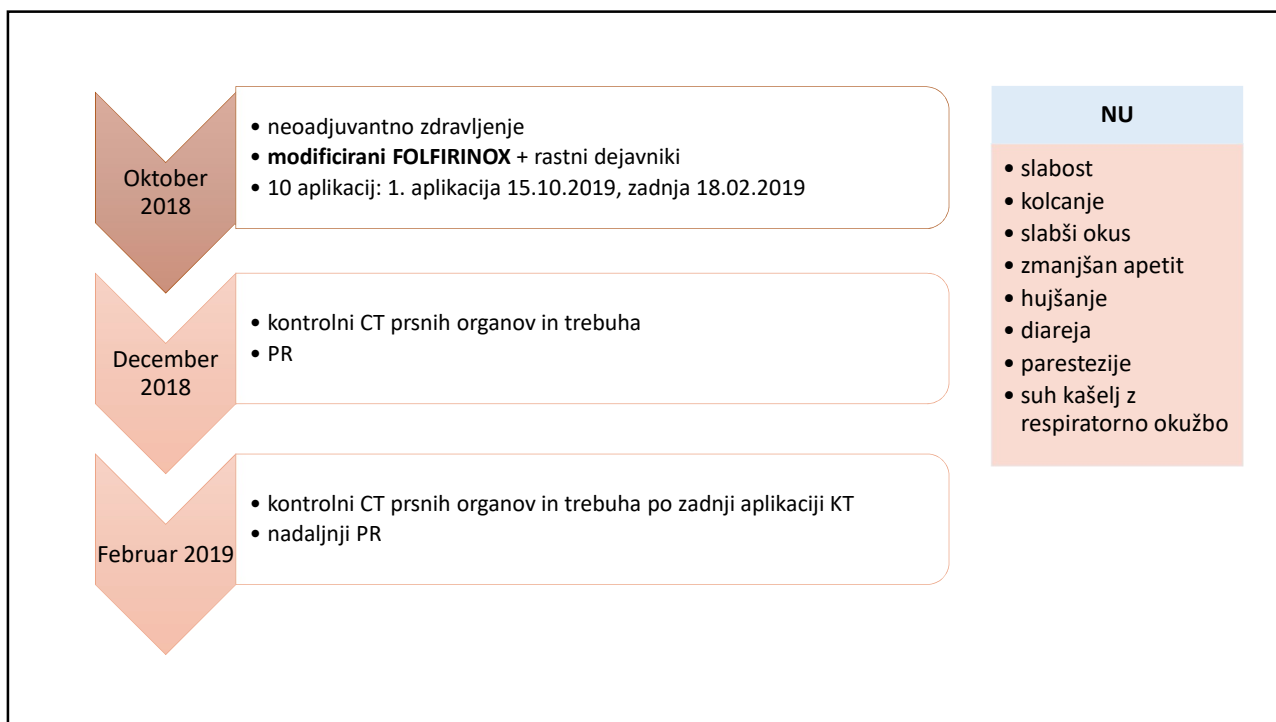 Oktober
2018
• neoadjuvantno zdravljenje
• modificirani FOLFIRINOX + rastni dejavniki
• 10 aplikacij: 1. aplikacija 15.10.2019, zadnja 18.02.2019
December
2018
• kontrolni CT prsnih organov in trebuha
• PR
Februar 2019
• kontrolni CT prsnih organov in trebuha po zadnji aplikaciji KT
• nadaljnji PR
NU
• slabost
• kolcanje
• slabši okus
• zmanjšan apetit
• hujšanje
• diareja
• parestezije
• suh kašelj z
respiratorno okužbo